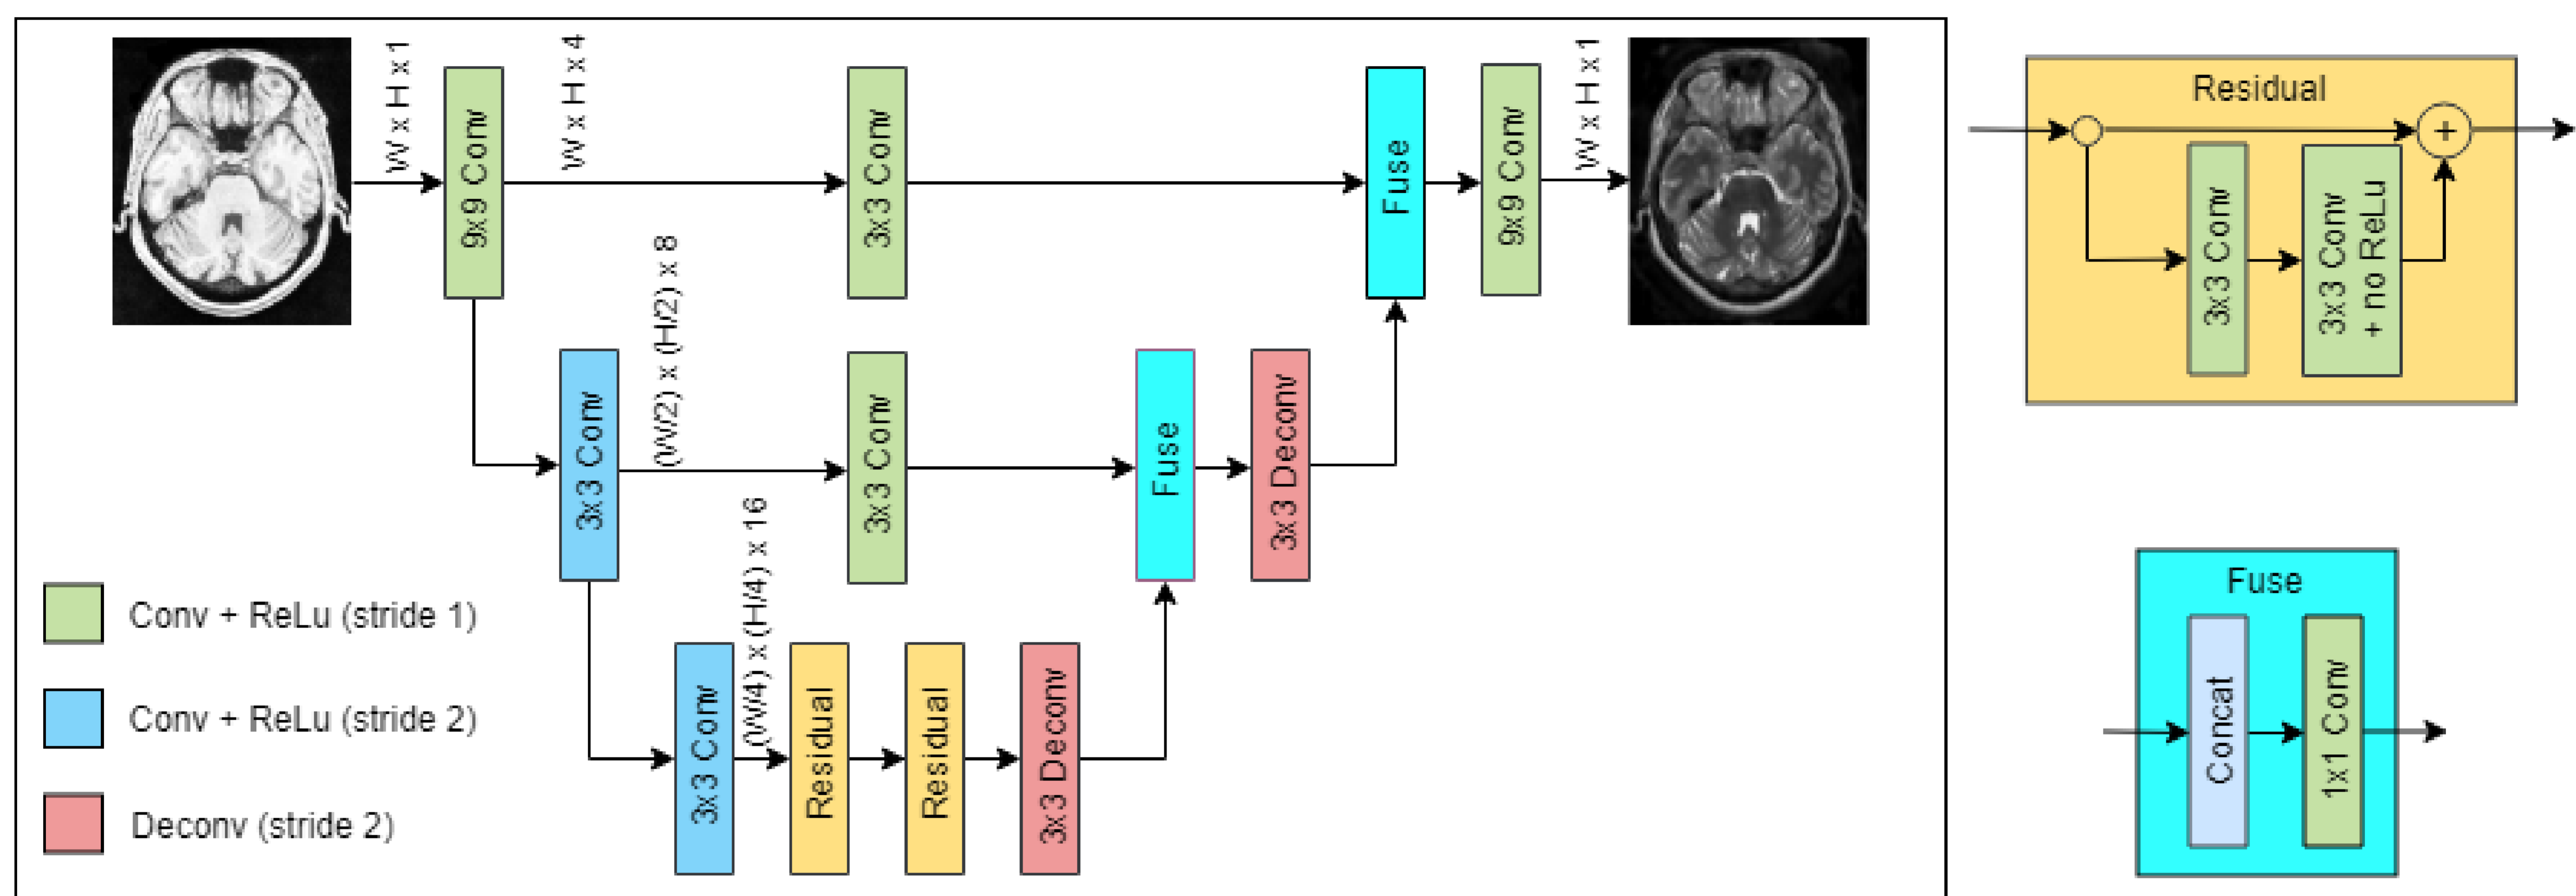 W x H x 1
9x9 Conv
W x H x 4
3x3 Conv
Fuse
9x9 Conv
W x H x 1
3x3 Conv
(W/2) x (H/2) x 8
3x3 Conv
Fuse
3x3 Deconv
3x3 Conv
(W/4) x (H/4) x 16
Residual
Residual
3x3 Deconv
Conv + ReLu (stride 1)
Conv + ReLu (stride 2)
Deconv (stride 2)
Residual
+
3x3 Conv
3x3 Conv
+ no ReLu
Fuse
Concat
1x1 Conv